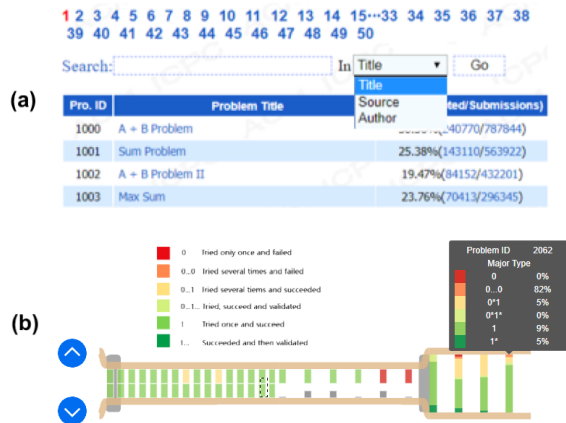 1 2 3 4 5 6 7 8 9 10 11 12 13 14 15···33 34 35 36 37 38
39 40 41 42 43 44 45 46 47 48 49 50
Search: In Title Go
Title
Source
Author
(a)
Pro. ID Problem Title ted/Submissions)
1000 A + B Problem 240770/787844)
1001 Sum Problem 25.38%(143110/563922)
1002 A + B Problem II 19.47%(84152/432201)
1003 Max Sum 23.76%(70413/296345)
(b)
0 Tried only once and failed
0...0 Tried several times and failed
0...1 Tried several tiems and succeeded
0..1... Tried, succeed and validated
1 Tried once and succeed
1... Succeeded and then validated
Problem ID 2062
Major Type
0 0%
0...0 82%
0*1 5%
0*1* 0%
1 9%
1* 5%